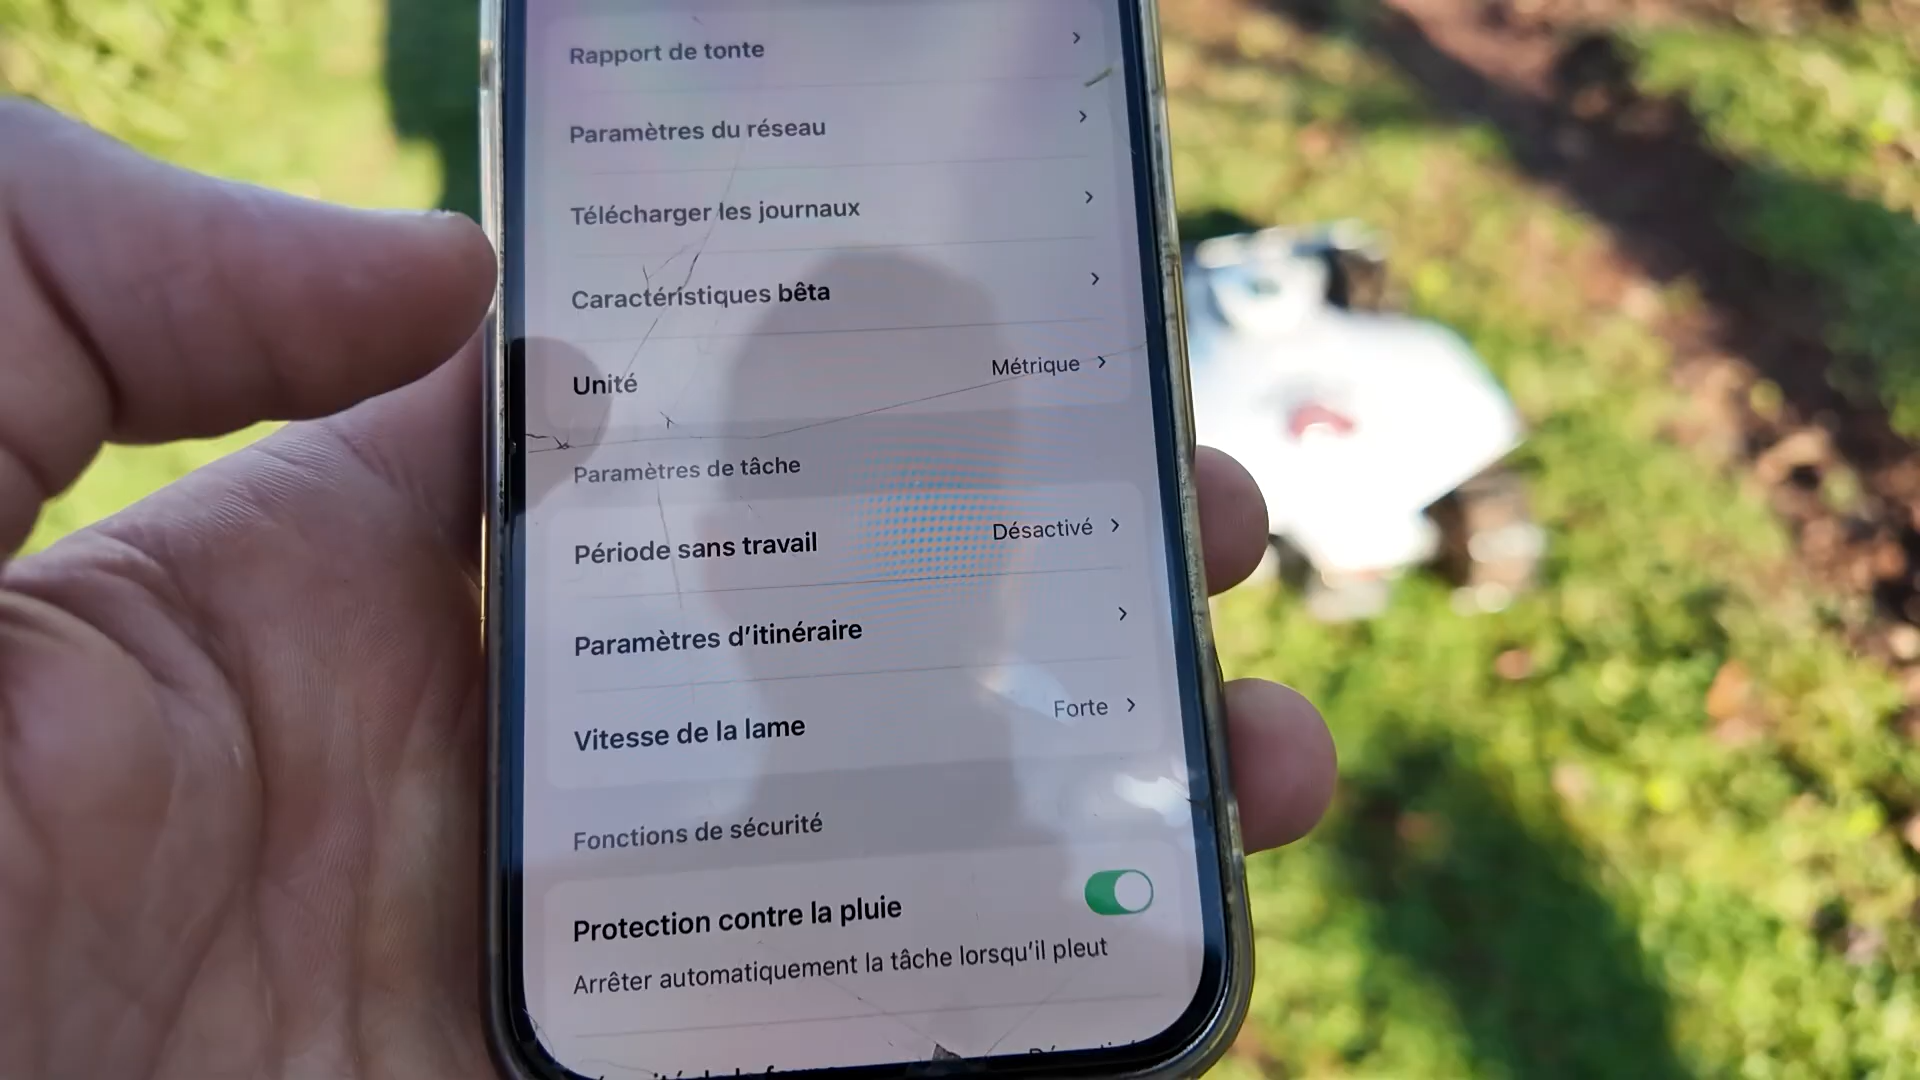 Rapport de tonte
Paramètres du réseau
Télécharger les journaux
Caractéristiques bêta
Unité Métrique
Paramètres de tâche
Période sans travail Désactivé
Paramètres d’itinéraire
Vitesse de la lame Forte
Fonctions de sécurité
Protection contre la pluie
Arrêter automatiquement la tâche lorsqu’il pleut